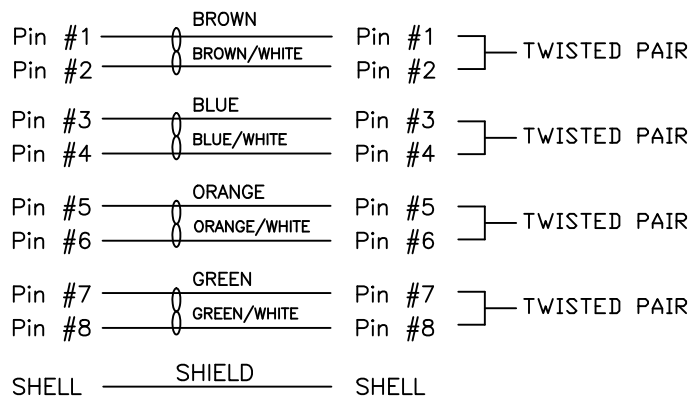 BROWN
Pin #1 Pin #1
BROWN/WHITE TWISTED PAIR
Pin #2 Pin #2
BLUE
Pin #3 Pin #3
BLUE/WHITE TWISTED PAIR
Pin #4 Pin #4
ORANGE
Pin #5 Pin #5
ORANGE/WHITE TWISTED PAIR
Pin #6 Pin #6
GREEN
Pin #7 Pin #7
GREEN/WHITE TWISTED PAIR
Pin #8 Pin #8
SHIELD
SHELL SHELL